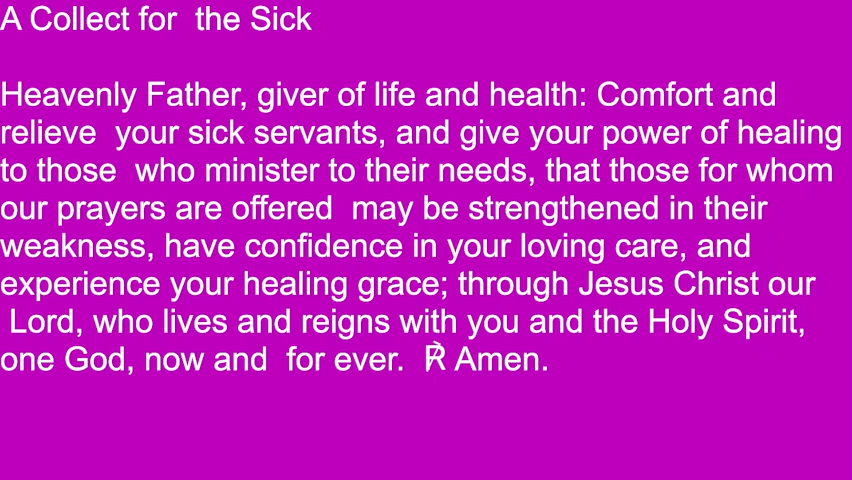 A Collect for  the Sick
Heavenly Father, giver of life and health: Comfort and
relieve  your sick servants, and give your power of healing
to those  who minister to their needs, that those for whom
our prayers are offered  may be strengthened in their
weakness, have confidence in your loving care, and
experience your healing grace; through Jesus Christ our
 Lord, who lives and reigns with you and the Holy Spirit,
one God, now and  for ever.  ℟ Amen.